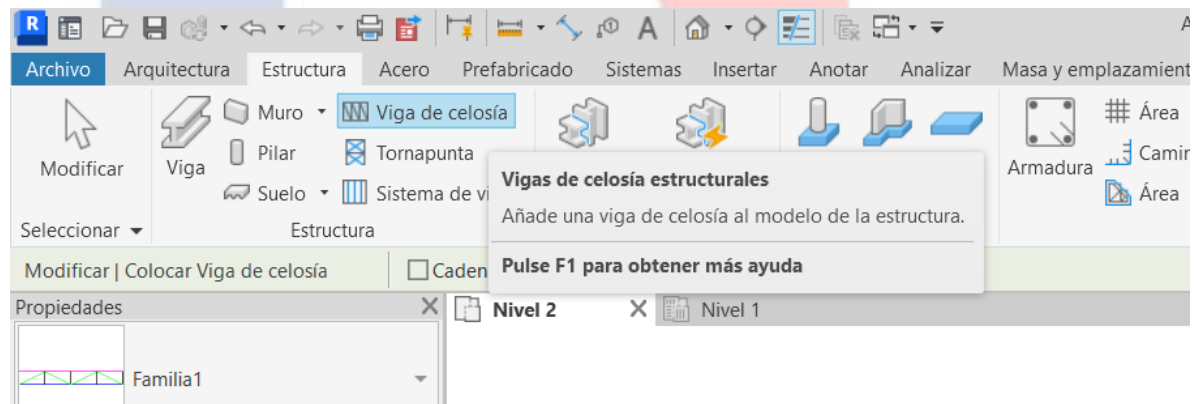 R A
A
Archivo Arquitectura Estructura Acero Prefabricado Sistemas Insertar Anotar Analizar Masa y emplazamient
Modificar
Viga
Muro Viga de celosía
Pilar Tornapunta
Suelo Sistema de vi
Armadura
Área
Camin
Área
Seleccionar Estructura
Vigas de celosía estructurales
Añade una viga de celosía al modelo de la estructura.
Pulse F1 para obtener más ayuda
Modificar | Colocar Viga de celosía Caden
Propiedades Nivel 2 Nivel 1
Familia1